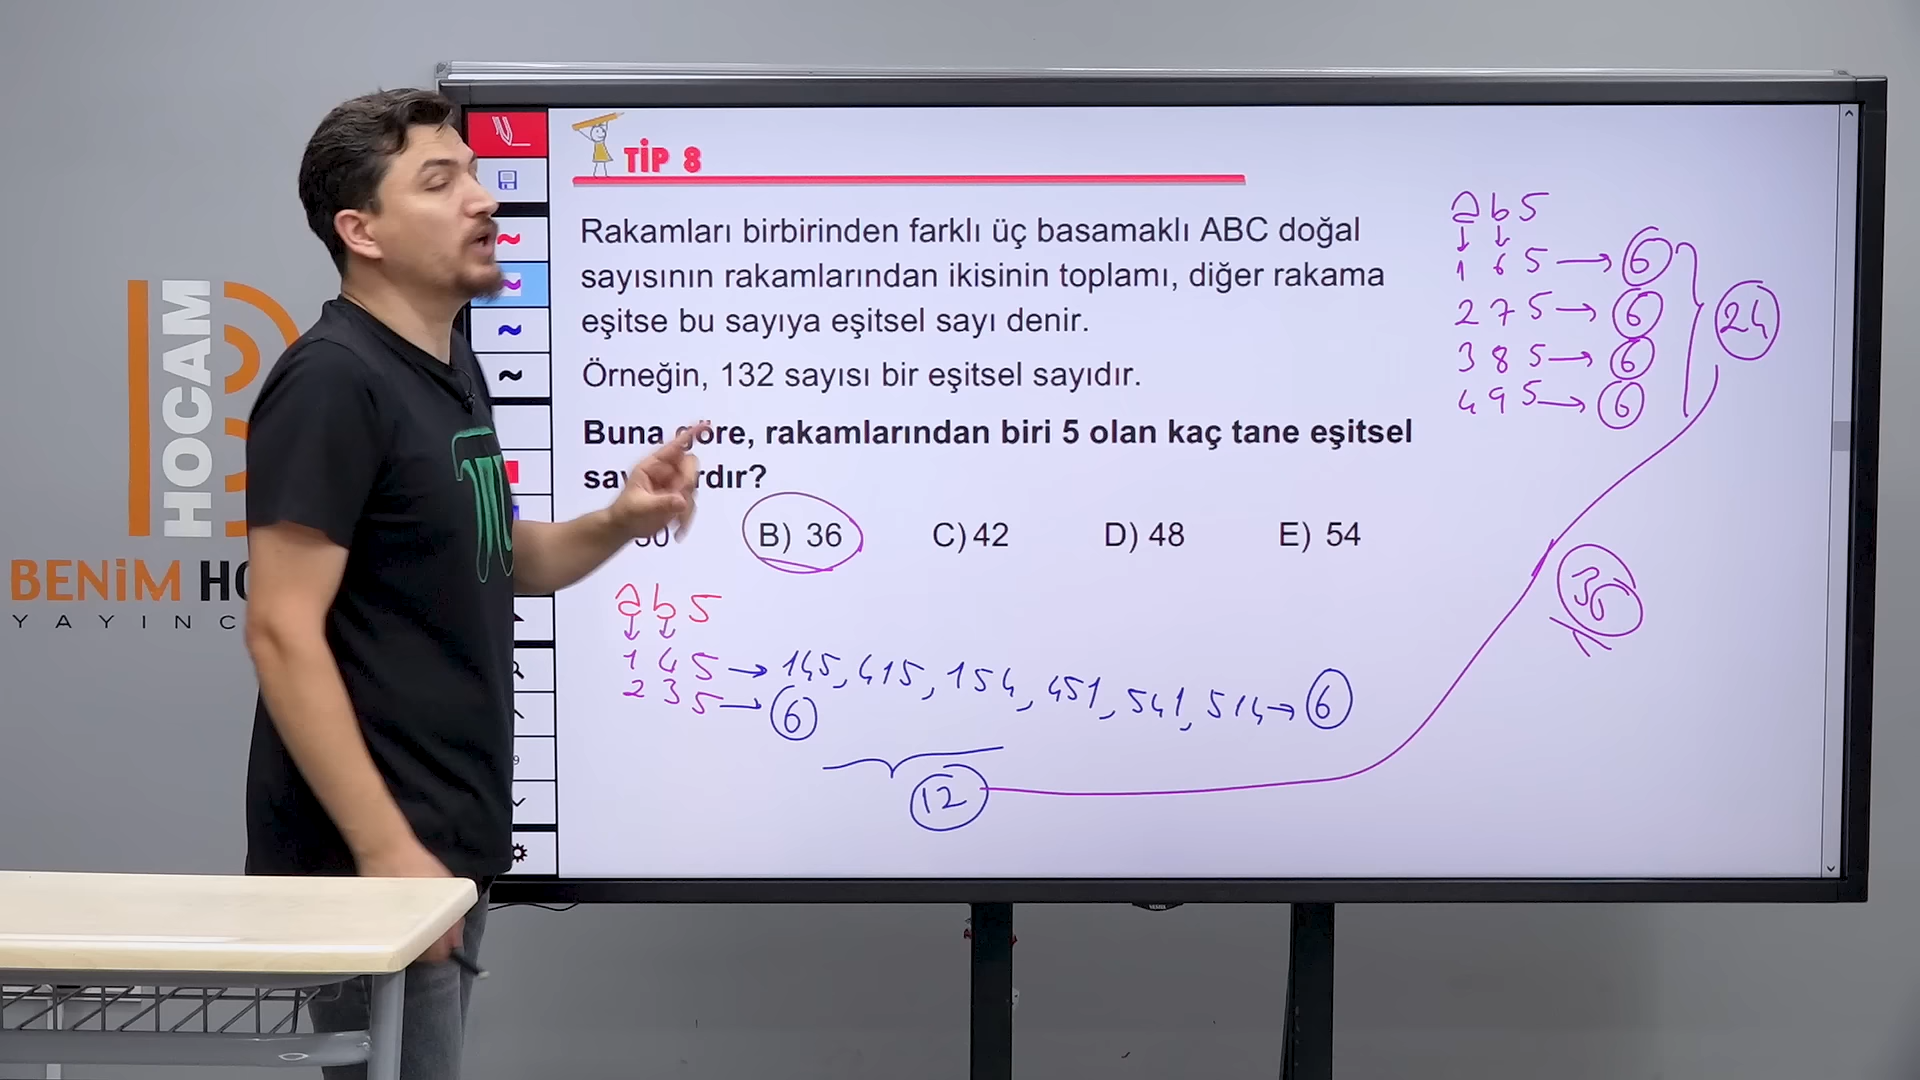 TİP 8
Rakamları birbirinden farklı üç basamaklı ABC doğal
sayısının rakamlarından ikisinin toplamı, diğer rakama
eşitse bu sayıya eşitsel sayı denir.
Örneğin, 132 sayısı bir eşitsel sayıdır.
Buna göre, rakamlarından biri 5 olan kaç tane eşitsel
say rdır?
B) 36
C) 42
D) 48
E) 54
a b 5
1 4 5 → 145, 415, 154, 451, 541, 514 → 6
2 3 5 → 6
12
a b 5
1 6 5 → 6
2 7 5 → 6
3 8 5 → 6
4 9 5 → 6
24
36
HOCAM
BENİM HO
YAYINC